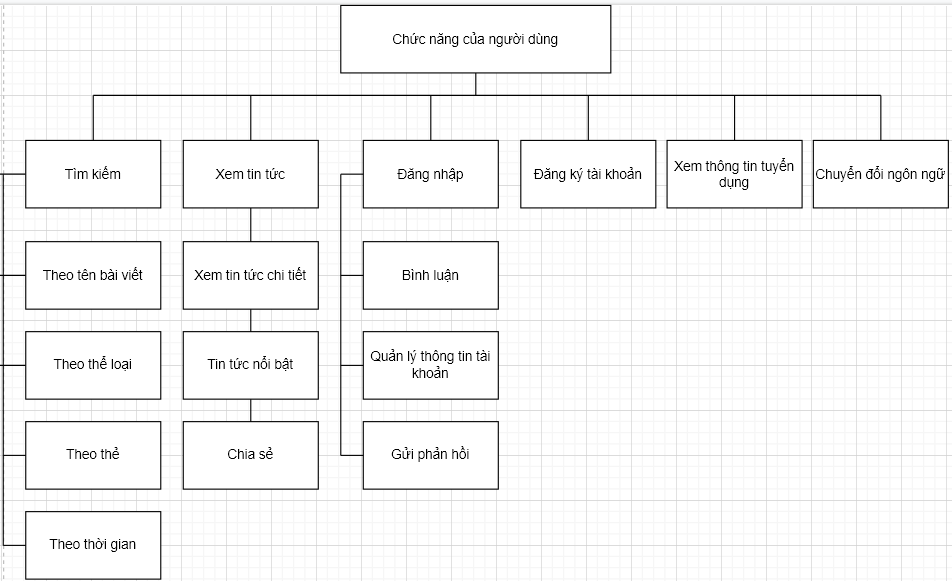 Chức năng của người dùng
Tìm kiếm
Xem tin tức
Đăng nhập
Đăng ký tài khoản
Xem thông tin tuyển
dụng
Chuyển đổi ngôn ngữ
Theo tên bài viết
Xem tin tức chi tiết
Bình luận
Theo thể loại
Tin tức nổi bật
Quản lý thông tin tài
khoản
Theo thẻ
Chia sẻ
Gửi phản hồi
Theo thời gian